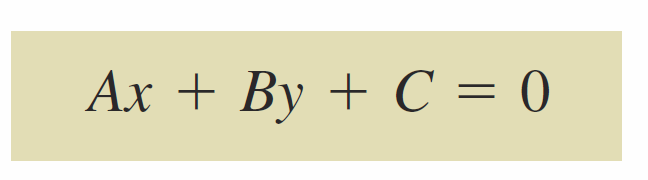 Ax + By + C = 0